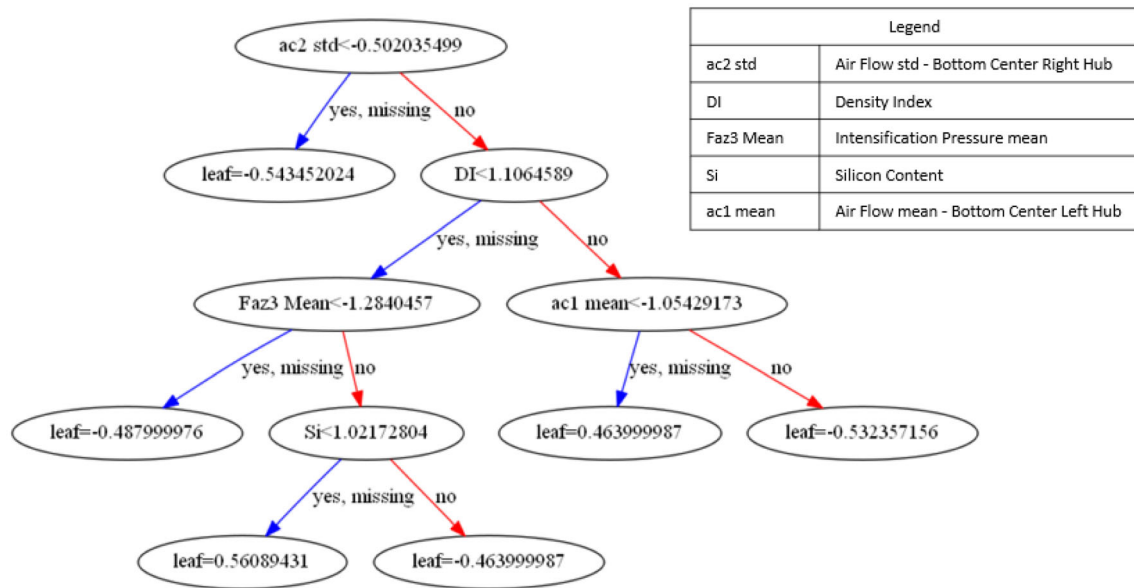 ac2 std<-0.502035499
yes, missing
no
leaf=-0.543452024
DI<1.1064589
yes, missing
no
Faz3 Mean<-1.2840457
ac1 mean<-1.05429173
yes, missing
no
yes, missing
no
leaf=-0.487999976
Si<1.02172804
leaf=0.463999987
leaf=-0.532357156
yes, missing
no
leaf=0.56089431
leaf=-0.463999987
Legend
ac2 std Air Flow std - Bottom Center Right Hub
DI Density Index
Faz3 Mean Intensification Pressure mean
Si Silicon Content
ac1 mean Air Flow mean - Bottom Center Left Hub